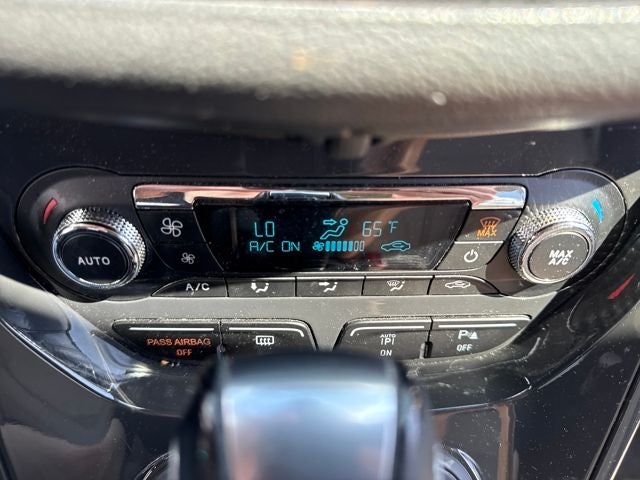 MAX
LO 65°F
A/C ON
AUTO
MAX A/C
A/C
PASS AIRBAG OFF
AUTO
P
ON
P
OFF